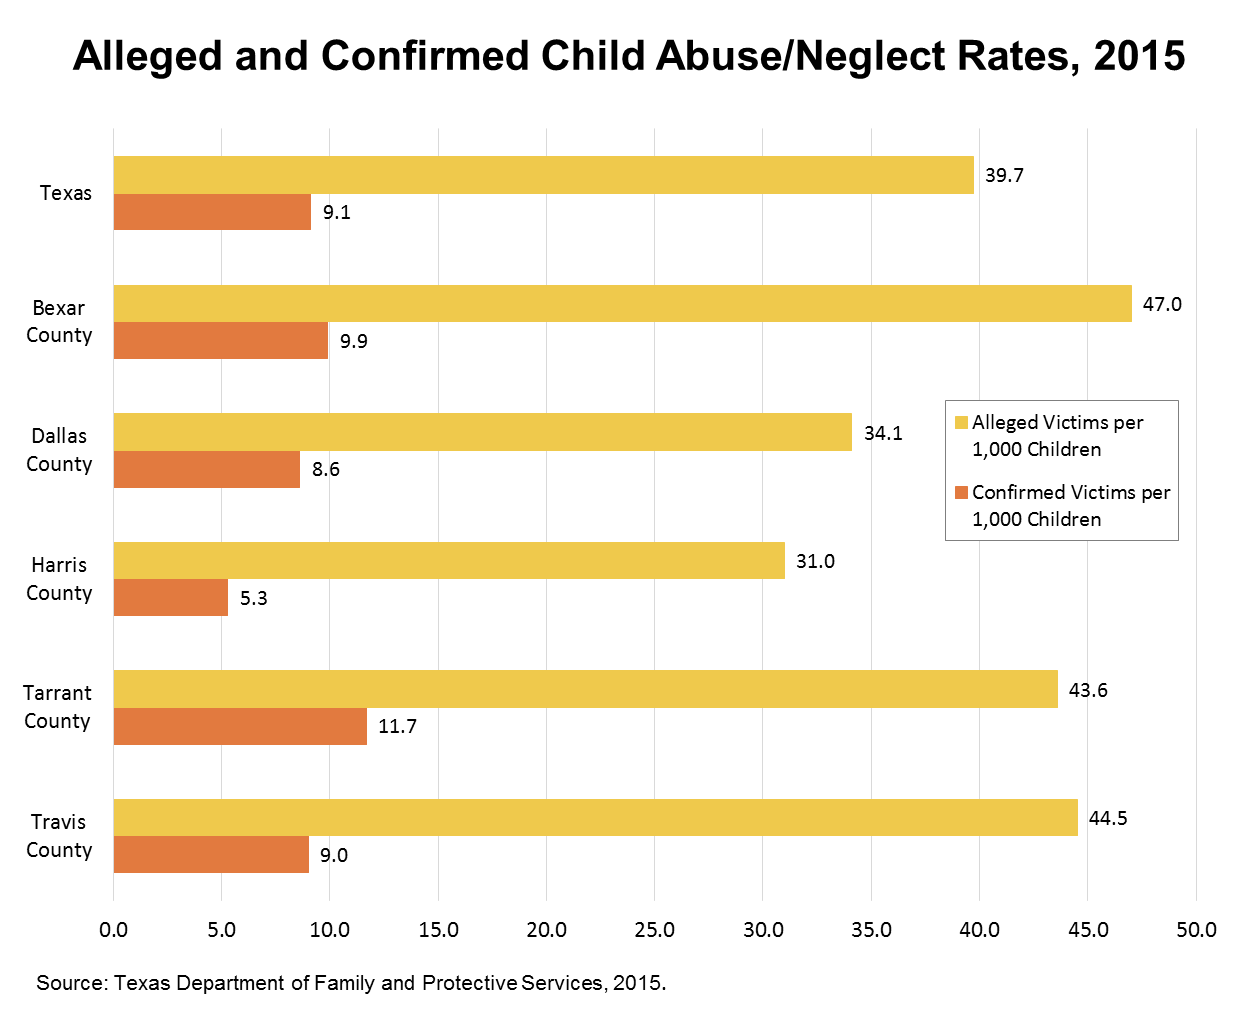 Alleged and Confirmed Child Abuse/Neglect Rates, 2015
Texas
39.7
9.1
Bexar
County
47.0
9.9
Dallas
County
34.1
8.6
Alleged Victims per
1,000 Children
Confirmed Victims per
1,000 Children
Harris
County
31.0
5.3
Tarrant
County
43.6
11.7
Travis
County
44.5
9.0
0.0 5.0 10.0 15.0 20.0 25.0 30.0 35.0 40.0 45.0 50.0
Source: Texas Department of Family and Protective Services, 2015.